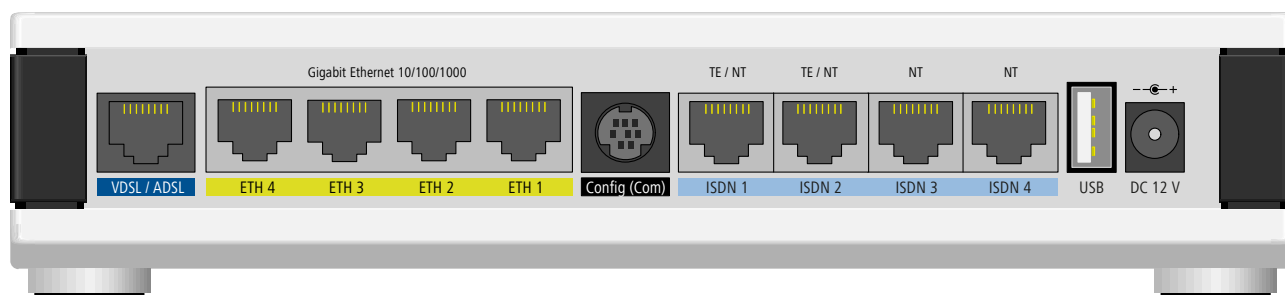 Gigabit Ethernet 10/100/1000
TE / NT
TE / NT
NT
NT
VDSL / ADSL
ETH 4
ETH 3
ETH 2
ETH 1
Config (Com)
ISDN 1
ISDN 2
ISDN 3
ISDN 4
USB
DC 12 V